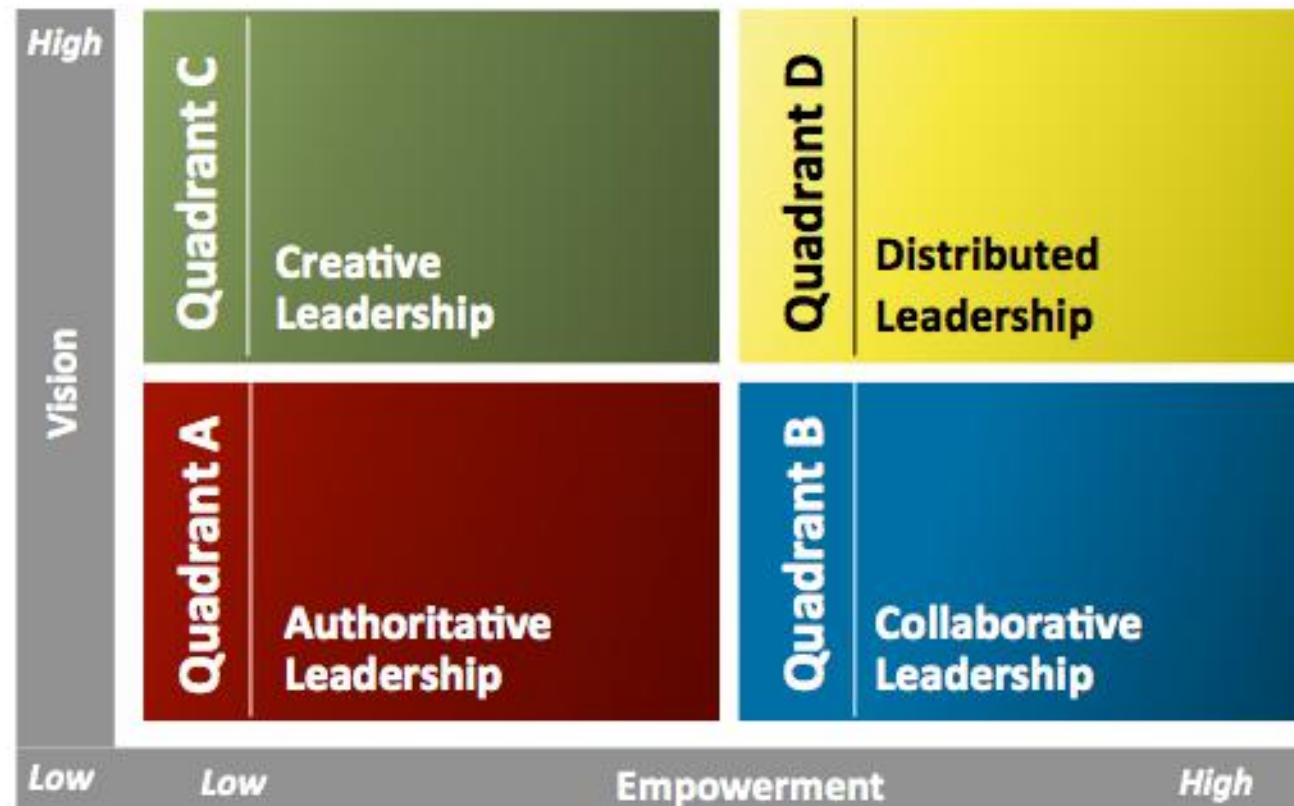 High
Vision
Low
Quadrant C
Creative
Leadership
Quadrant D
Distributed
Leadership
Quadrant A
Authoritative
Leadership
Quadrant B
Collaborative
Leadership
Low
Empowerment
High